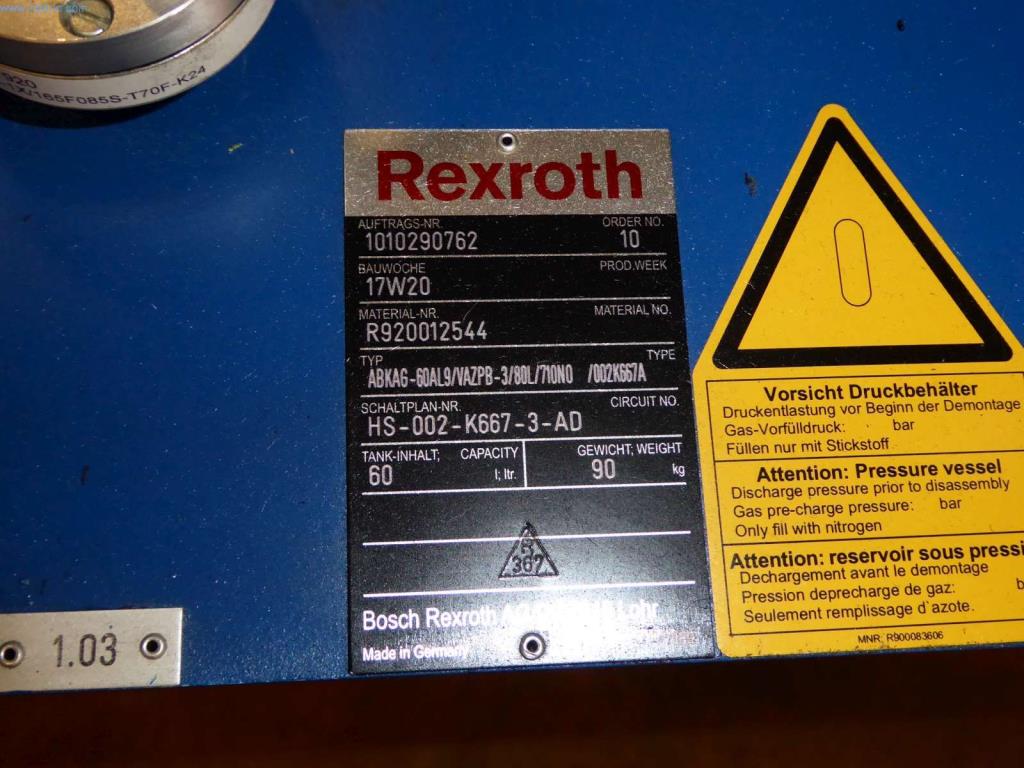 920
1X/165F085S-T70F-K24
Rexroth
AUFTRAGS-NR. ORDER NO.
1010290762 10
BAUWOCHE PROD.WEEK
17W20
MATERIAL-NR. MATERIAL NO.
R920012544
TYP TYPE
ABKAG-60AL9/VAZPB-3/80L/710N0 /002K667A
SCHALTPLAN-NR. CIRCUIT NO.
HS-002-K667-3-AD
TANK-INHALT; CAPACITY GEWICHT; WEIGHT
60 l; ltr. 90 kg
R
367
Bosch Rexroth Lohr
Made in Germany
1.03
Vorsicht Druckbehälter
Druckentlastung vor Beginn der Demontage
Gas-Vorfülldruck: bar
Füllen nur mit Stickstoff
Attention: Pressure vessel
Discharge pressure prior to disassembly
Gas pre-charge pressure: bar
Only fill with nitrogen
Attention: reservoir sous pressi
Dechargement avant le demontage
Pression deprecharge de gaz: b
Seulement remplissage d`azote.
MNR: R900083606